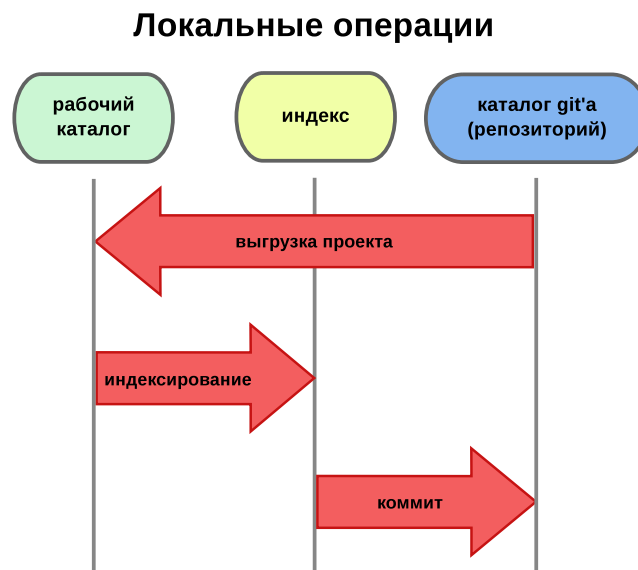 Локальные операции
рабочий
каталог
индекс
каталог git'а
(репозиторий)
выгрузка проекта
индексирование
коммит